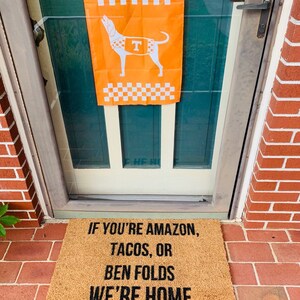 T
IF YOU'RE AMAZON,
TACOS, OR
BEN FOLDS
WE'RE HOME